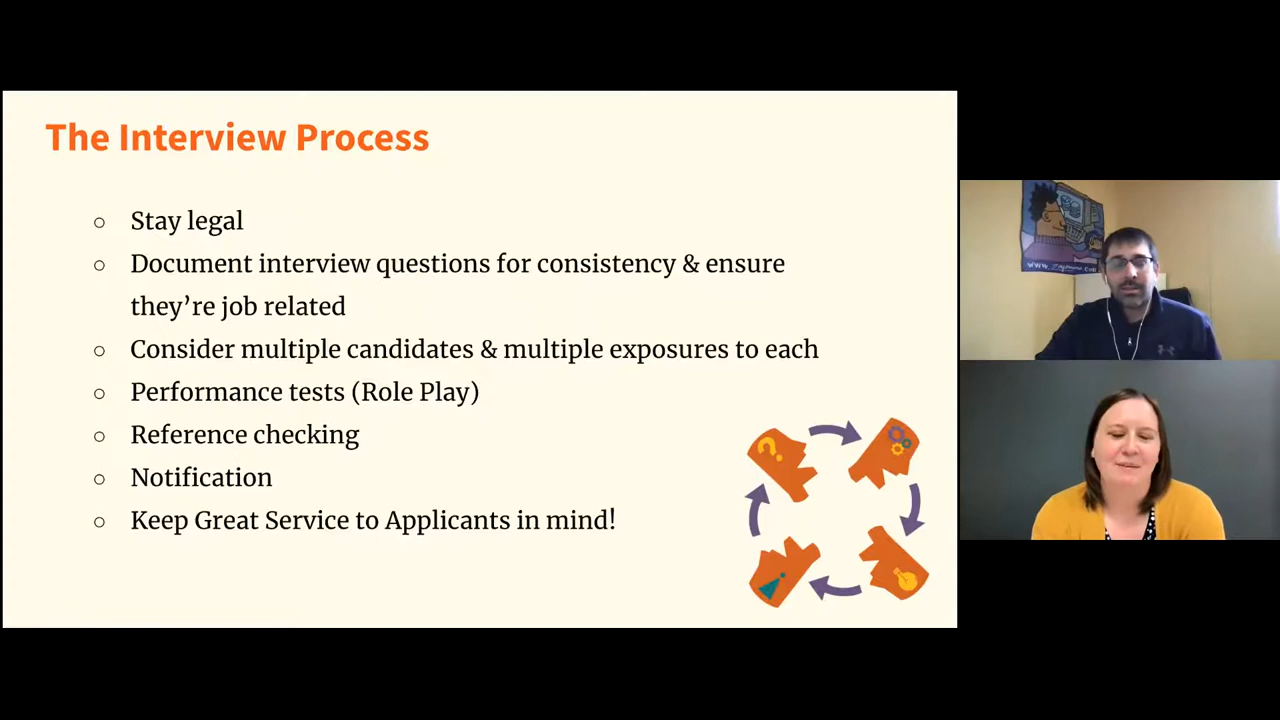 The Interview Process
○ Stay legal
○ Document interview questions for consistency & ensure
they’re job related
○ Consider multiple candidates & multiple exposures to each
○ Performance tests (Role Play)
○ Reference checking
○ Notification
○ Keep Great Service to Applicants in mind!
?